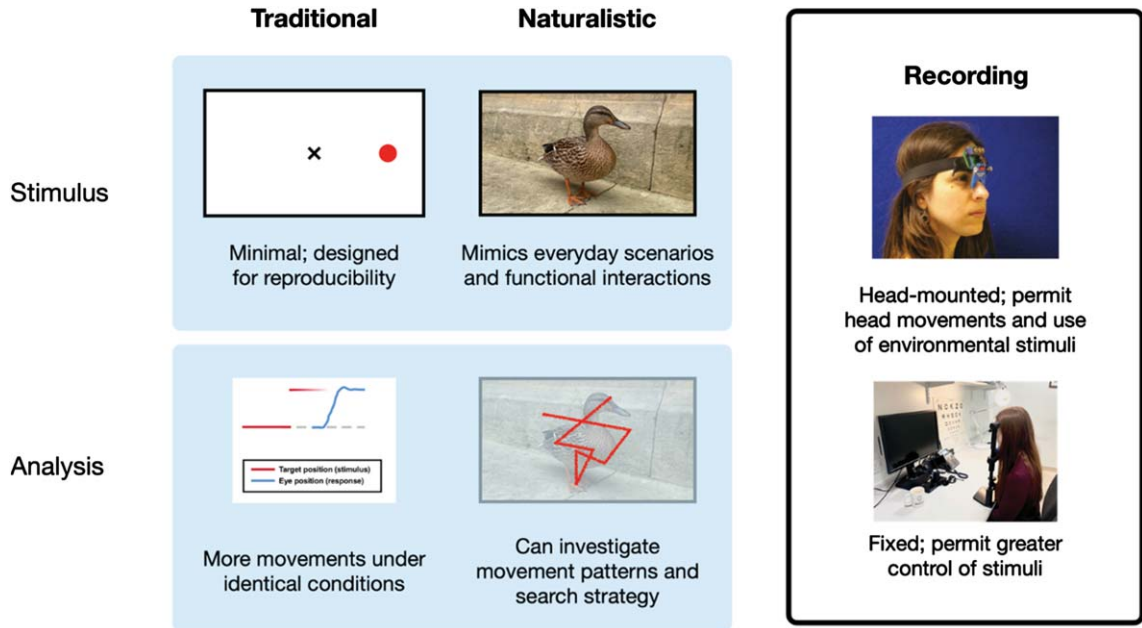 Traditional
Naturalistic
Recording
Stimulus
Minimal; designed
for reproducibility
Mimics everyday scenarios
and functional interactions
Head-mounted; permit
head movements and use
of environmental stimuli
Analysis
Target position (stimulus)
Eye position (response)
More movements under
identical conditions
Can investigate
movement patterns and
search strategy
Fixed; permit greater
control of stimuli